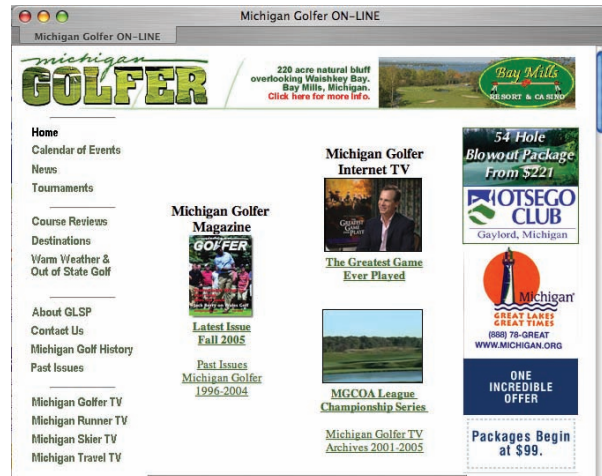 Michigan Golfer ON-LINE
Michigan Golfer ON-LINE
michigan
GOLFER
220 acre natural bluff
overlooking Waishkey Bay.
Bay Mills, Michigan.
Click here for more Info.
Bay Mills
RESORT & CASINO
Home
Calendar of Events
News
Tournaments
Course Reviews
Destinations
Warm Weather &
Out of State Golf
About GLSP
Contact Us
Michigan Golf History
Past Issues
Michigan Golfer TV
Michigan Runner TV
Michigan Skier TV
Michigan Travel TV
Michigan Golfer
Magazine
GOLFER
Latest Issue
Fall 2005
Past Issues
Michigan Golfer
1996-2004
Michigan Golfer
Internet TV
GREATEST
GAME
The Greatest Game
Ever Played
MGCOA League
Championship Series
Michigan Golfer TV
Archives 2001-2005
54 Hole
Blowout Package
From $221
OTSEGO
CLUB
Gaylord, Michigan
Michigan
GREAT LAKES
GREAT TIMES
(888) 78-GREAT
WWW.MICHIGAN.ORG
ONE
INCREDIBLE
OFFER
Packages Begin
at $99.